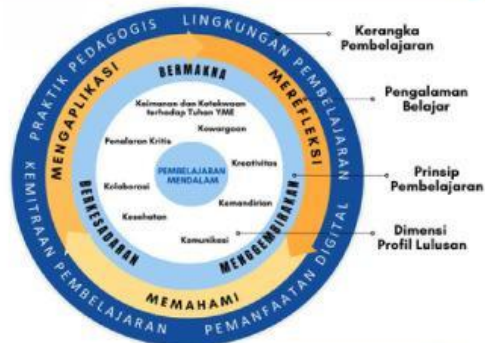 PRAKTIK PEDAGOGIS
LINGKUNGAN PEMBELAJARAN
KEMITRAAN PEMBELAJARAN
PEMANFAATAN DIGITAL
MENGAPLIKASI
MEREFLEKSI
MEMAHAMI
BERMAKNA
BERKESADARAN
MENGGEMBIRAKAN
Keimanan dan Ketakwaan
terhadap Tuhan YME
Kewargaan
Penalaran Kritis
Kreativitas
PEMBELAJARAN
MENDALAM
Kolaborasi
Kemandirian
Kesehatan
Komunikasi
Kerangka
Pembelajaran
Pengalaman
Belajar
Prinsip
Pembelajaran
Dimensi
Profil Lulusan